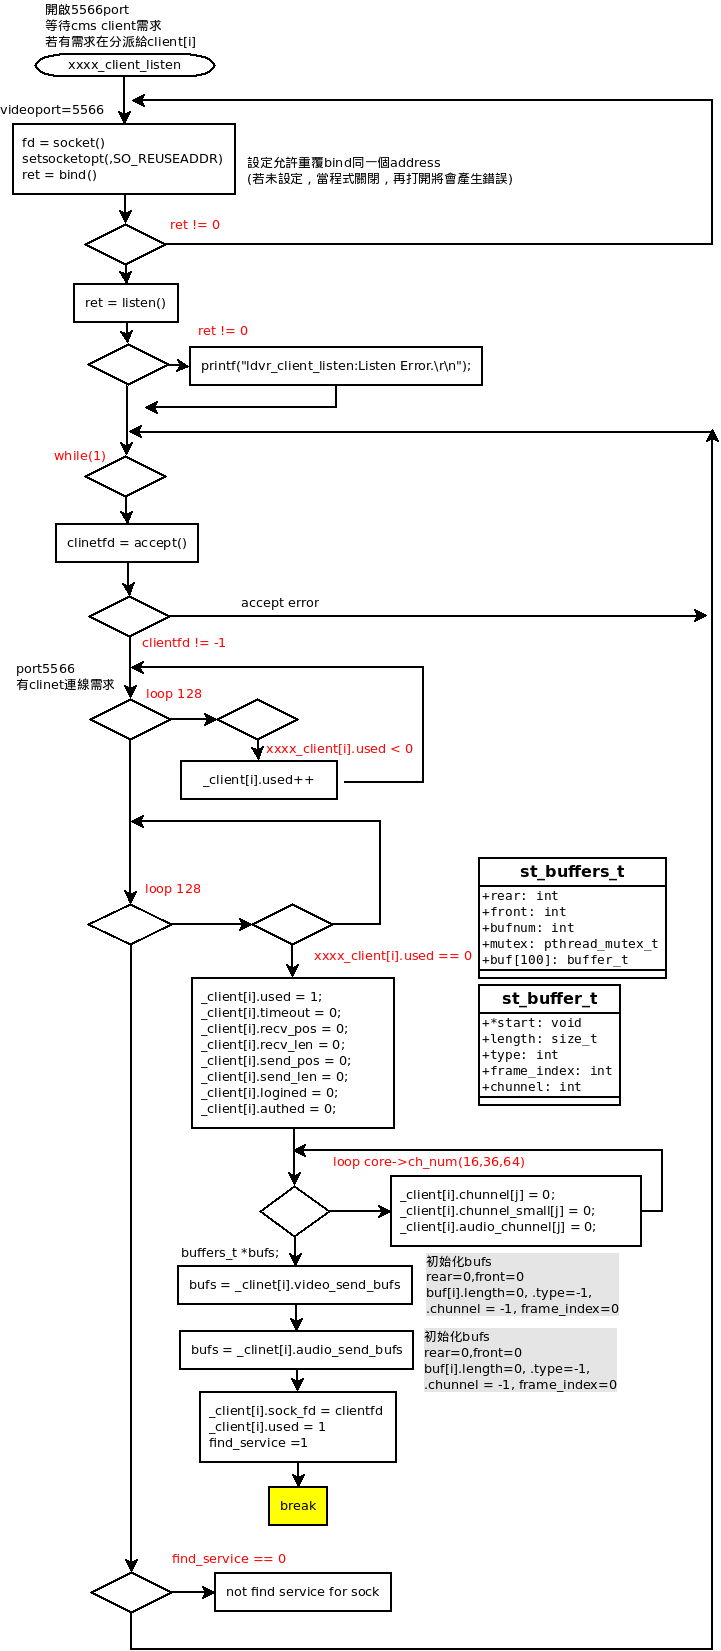 開啟5566port
等待cms client需求
若有需求在分派給client[i]
xxxx_client_listen
videoport=5566
fd = socket()
setsocketopt(,SO_REUSEADDR)
ret = bind()
設定允許重覆bind同一個address
(若未設定，當程式關閉，再打開將會產生錯誤)
ret != 0
ret = listen()
ret != 0
printf("ldvr_client_listen:Listen Error.\r\n");
while(1)
clinetfd = accept()
accept error
clientfd != -1
port5566
有clinet連線需求
loop 128
xxxx_client[i].used < 0
_client[i].used++
loop 128
xxxx_client[i].used == 0
st_buffers_t
+rear: int
+front: int
+bufnum: int
+mutex: pthread_mutex_t
+buf[100]: buffer_t
st_buffer_t
+*start: void
+length: size_t
+type: int
+frame_index: int
+chunnel: int
_client[i].used = 1;
_client[i].timeout = 0;
_client[i].recv_pos = 0;
_client[i].recv_len = 0;
_client[i].send_pos = 0;
_client[i].send_len = 0;
_client[i].logined = 0;
_client[i].authed = 0;
loop core->ch_num(16,36,64)
_client[i].chunnel[j] = 0;
_client[i].chunnel_small[j] = 0;
_client[i].audio_chunnel[j] = 0;
buffers_t *bufs;
bufs = _clinet[i].video_send_bufs
初始化bufs
rear=0,front=0
buf[i].length=0, .type=-1,
.chunnel = -1, frame_index=0
bufs = _clinet[i].audio_send_bufs
初始化bufs
rear=0,front=0
buf[i].length=0, .type=-1,
.chunnel = -1, frame_index=0
_client[i].sock_fd = clientfd
_client[i].used = 1
find_service =1
break
find_service == 0
not find service for sock